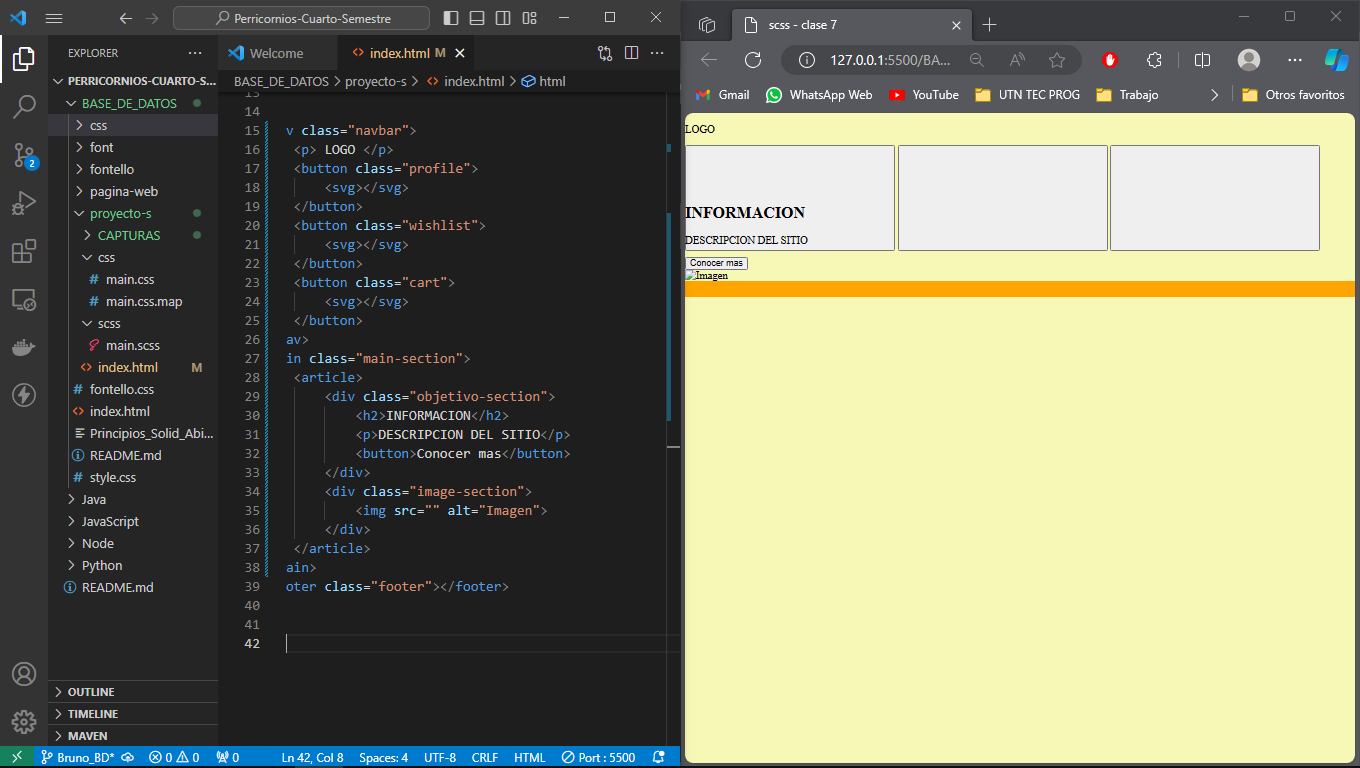 Perricornios-Cuarto-Semestre
EXPLORER
PERRICORNIOS-CUARTO-S...
BASE_DE_DATOS
css
font
fontello
pagina-web
proyecto-s
CAPTURAS
css
main.css
main.css.map
scss
main.scss
index.html M
fontello.css
index.html
Principios_Solid_Abi...
README.md
style.css
Java
JavaScript
Node
Python
README.md
OUTLINE
TIMELINE
MAVEN
2
Welcome
index.html M
BASE_DE_DATOS > proyecto-s > index.html > html
13
14
15 v class="navbar">
16 <p> LOGO </p>
17 <button class="profile">
18 <svg></svg>
19 </button>
20 <button class="wishlist">
21 <svg></svg>
22 </button>
23 <button class="cart">
24 <svg></svg>
25 </button>
26 av>
27 in class="main-section">
28 <article>
29 <div class="objetivo-section">
30 <h2>INFORMACION</h2>
31 <p>DESCRIPCION DEL SITIO</p>
32 <button>Conocer mas</button>
33 </div>
34 <div class="image-section">
35 <img src="" alt="Imagen">
36 </div>
37 </article>
38 ain>
39 oter class="footer"></footer>
40
41
42
Bruno_BD* 0 0 0 Ln 42, Col 8 Spaces: 4 UTF-8 CRLF HTML Port : 5500
scss - clase 7
127.0.0.1:5500/BA...
Gmail WhatsApp Web YouTube UTN TEC PROG Trabajo Otros favoritos
LOGO
INFORMACION
DESCRIPCION DEL SITIO
Conocer mas
Imagen